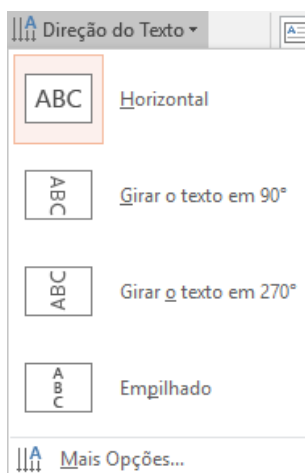 Direção do Texto
ABC
Horizontal
ABC
Girar o texto em 90°
ABC
Girar o texto em 270°
A
B
C
Empilhado
Mais Opções...